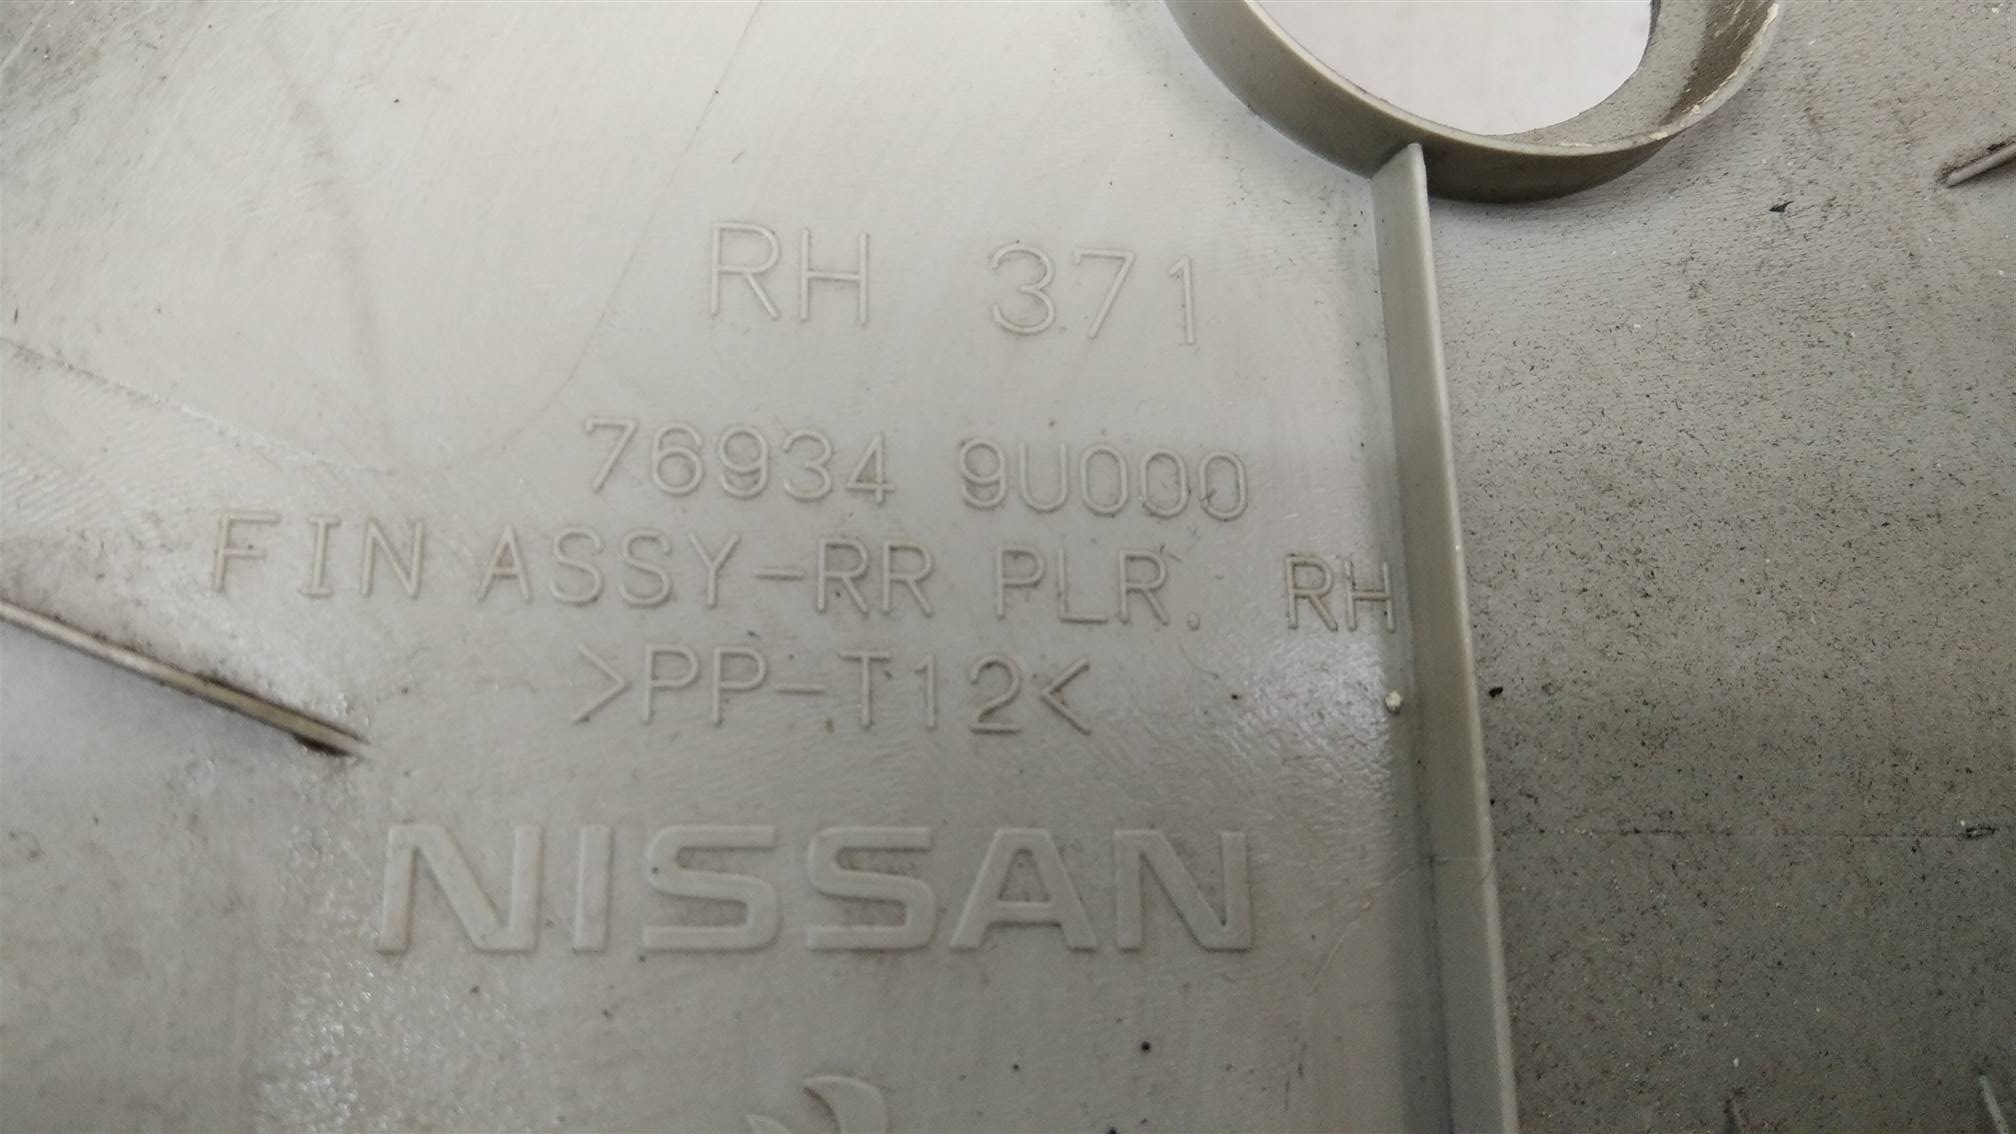 RH 371
76934 9U000
FIN ASSY-RR PLR. RH
>PP-T12<
NISSAN